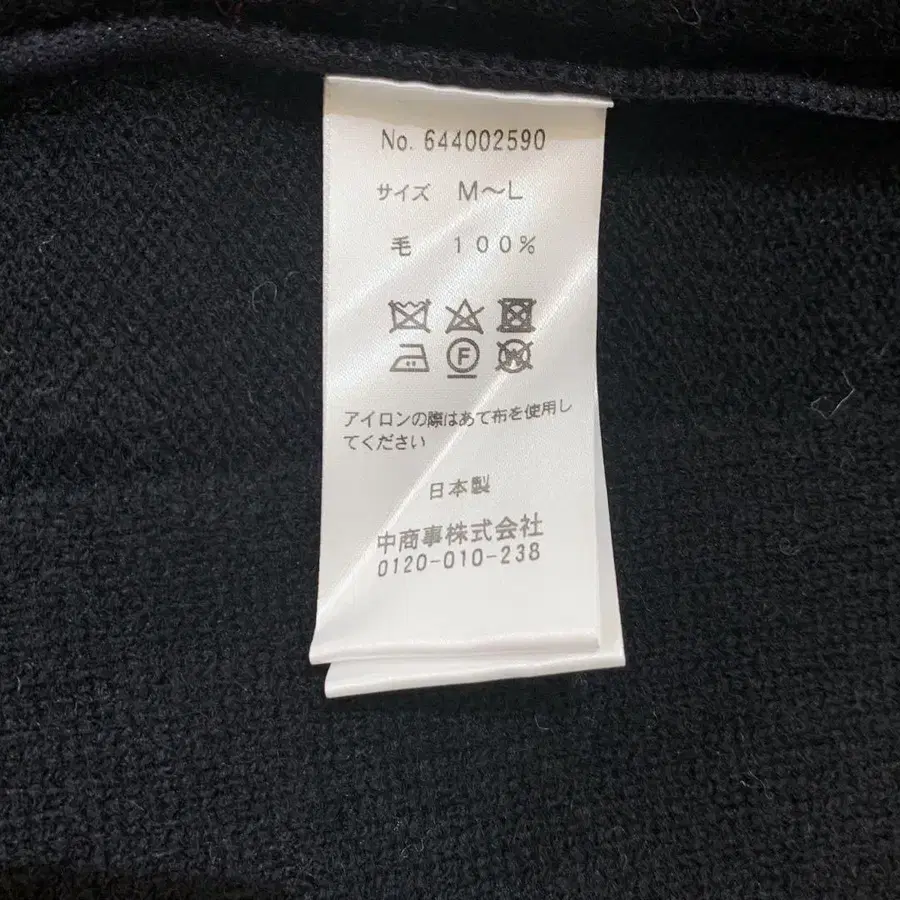 No. 644002590
サイズ M～L
毛 100%
F
W
アイロンの際はあて布を使用し
てください
日本製
中商事株式会社
0120-010-238